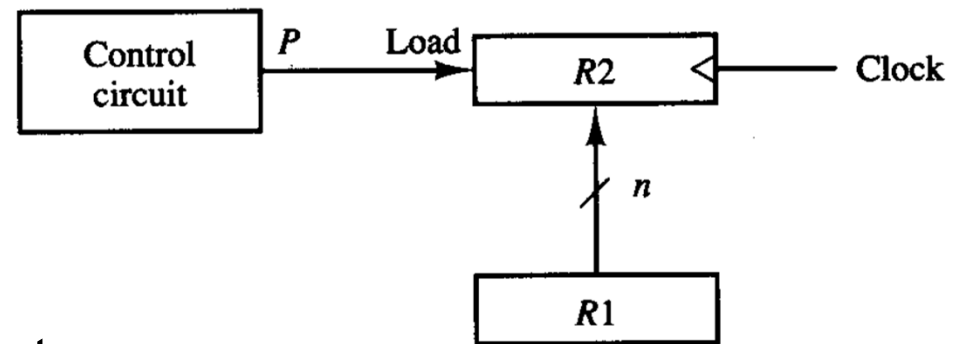 Control
circuit
P
Load
R2
Clock
n
R1